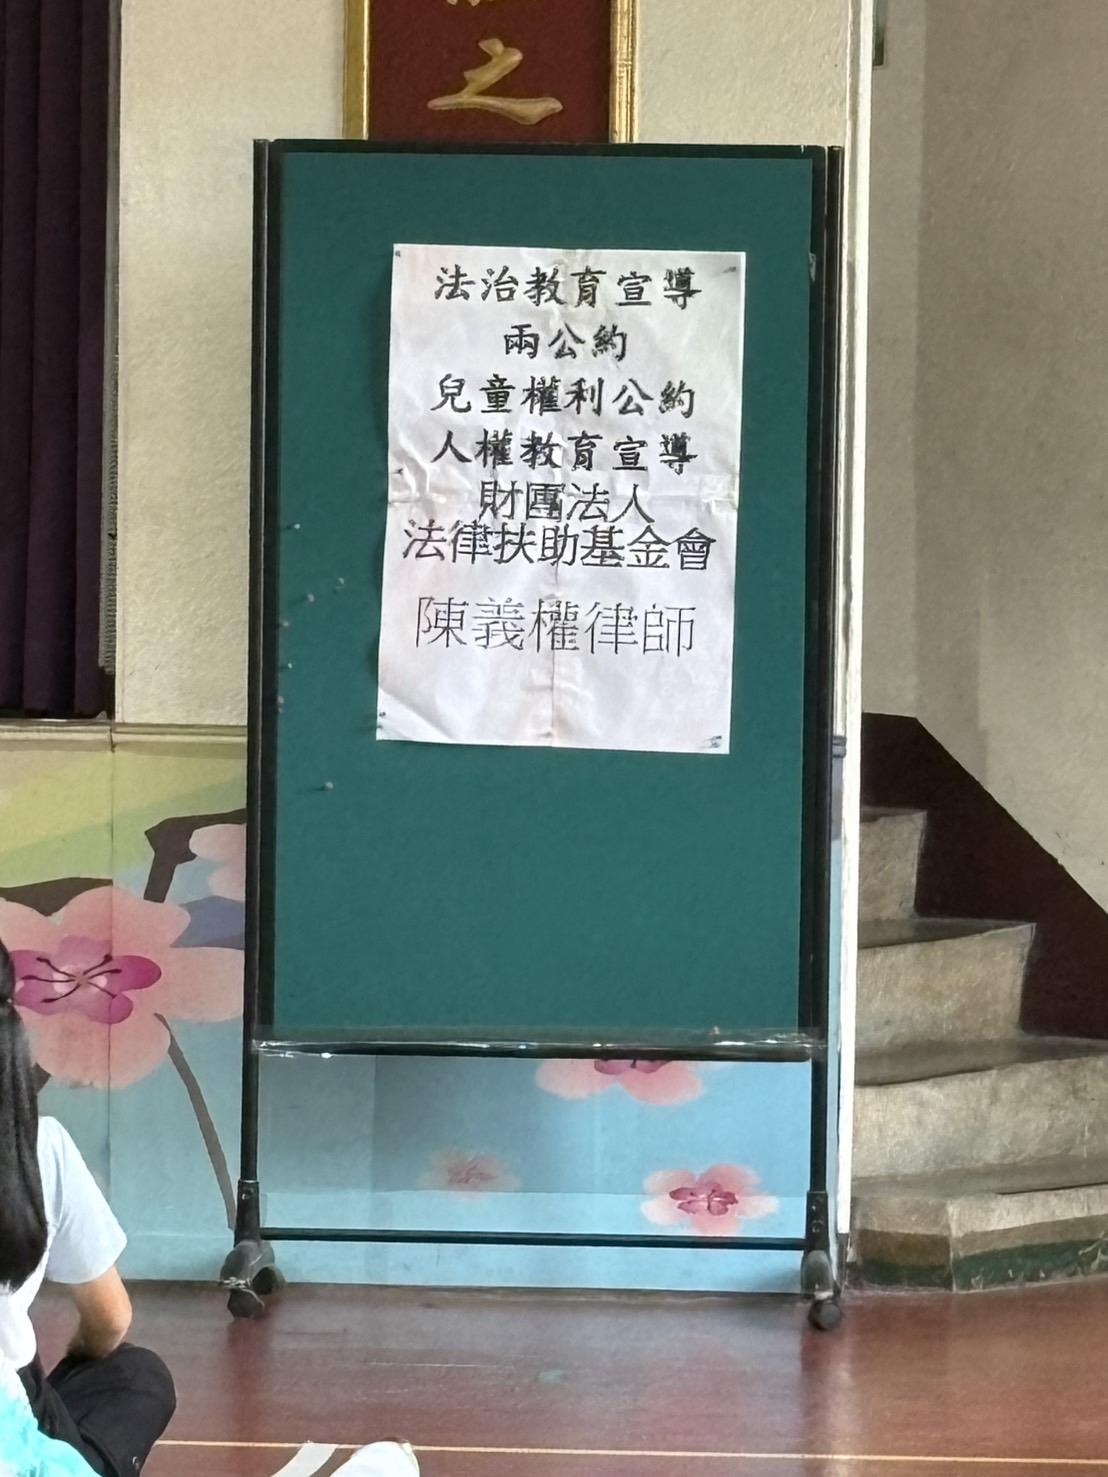 之
法治教育宣導
兩公約
兒童權利公約
人權教育宣導
財團法人
法律扶助基金會
陳義權律師